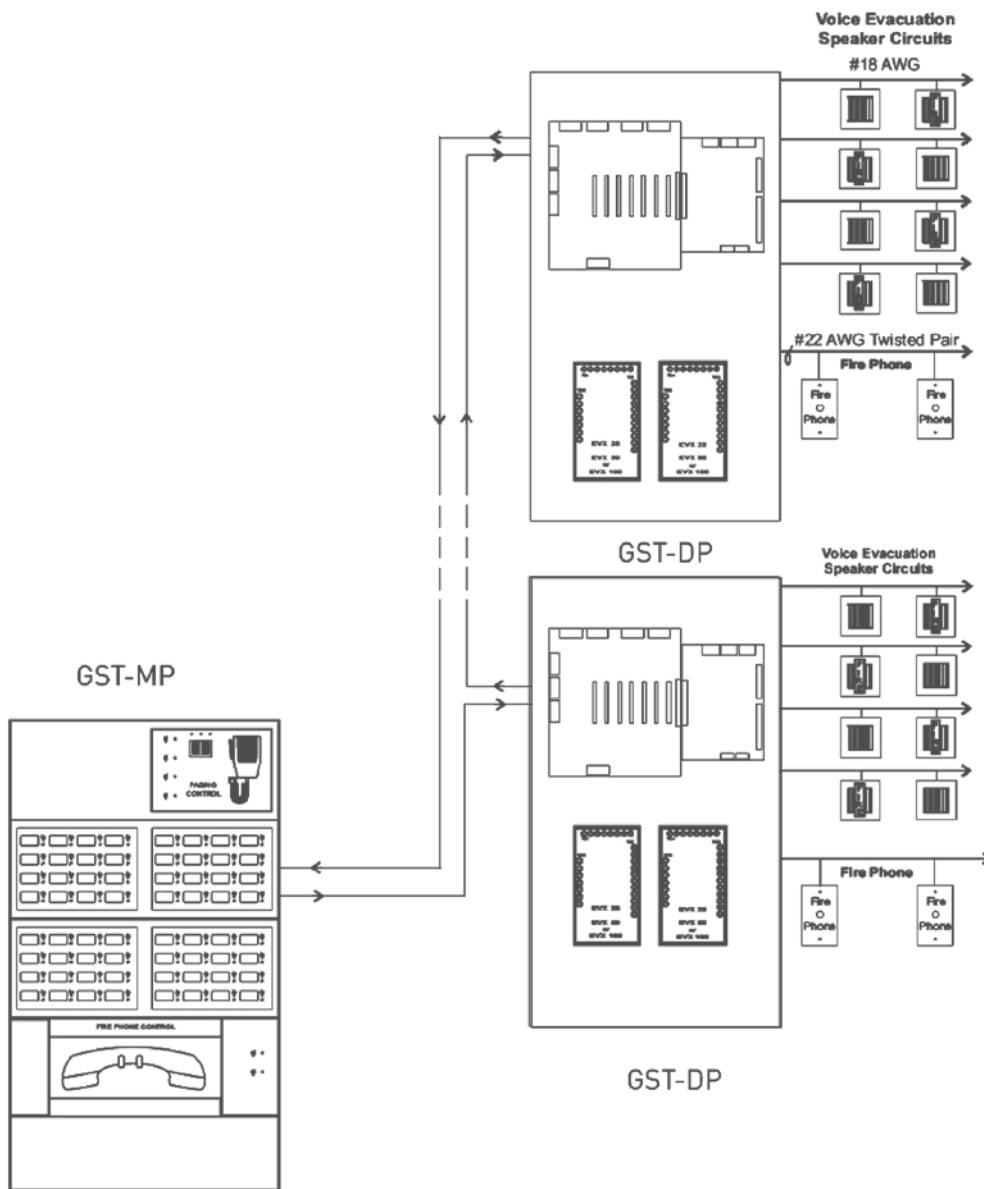 Voice Evacuation
Speaker Circuits
#18 AWG
#22 AWG Twisted Pair
Fire Phone
Fire
Phone
Fire
Phone
EVX 25
EVX 50
or
EVX 100
EVX 25
EVX 50
or
EVX 100
GST-DP
Voice Evacuation
Speaker Circuits
Fire Phone
Fire
Phone
Fire
Phone
EVX 25
EVX 50
or
EVX 100
EVX 25
EVX 50
or
EVX 100
GST-DP
GST-MP
PAGING
CONTROL
FIRE PHONE CONTROL